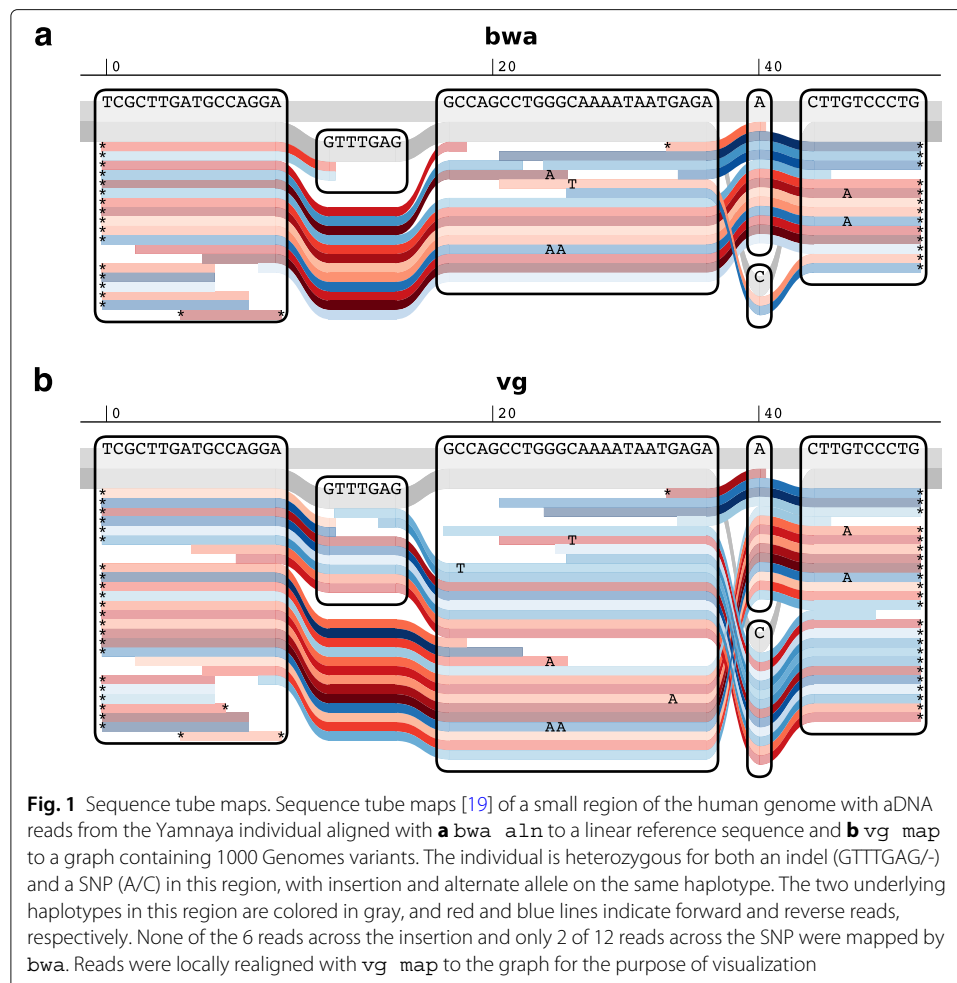 a
bwa
0 20 40
TCGCTTGATGCCAGGA GCCAGCCTGGGCAAAATAATGAGA A CTTGTCCCTG
GTTTGAG
*
*
*
* A
* T A *
*
*
* A *
* AA
*
* C *
*
*
*
* *
b
vg
0 20 40
TCGCTTGATGCCAGGA GCCAGCCTGGGCAAAATAATGAGA A CTTGTCCCTG
GTTTGAG
*
*
*
* A *
* T
* T
* A *
*
*
* C *
*
* A
* A
* AA
*
* *
* *
Fig. 1 Sequence tube maps. Sequence tube maps [19] of a small region of the human genome with aDNA
reads from the Yamnaya individual aligned with a bwa aln to a linear reference sequence and b vg map
to a graph containing 1000 Genomes variants. The individual is heterozygous for both an indel (GTTTGAG/-)
and a SNP (A/C) in this region, with insertion and alternate allele on the same haplotype. The two underlying
haplotypes in this region are colored in gray, and red and blue lines indicate forward and reverse reads,
respectively. None of the 6 reads across the insertion and only 2 of 12 reads across the SNP were mapped by
bwa. Reads were locally realigned with vg map to the graph for the purpose of visualization